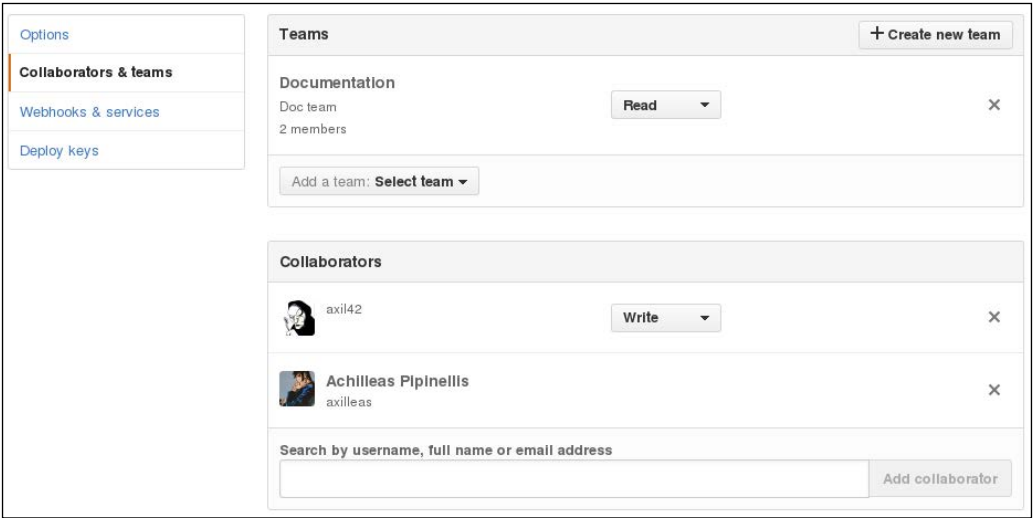 Options
Collaborators & teams
Webhooks & services
Deploy keys
Teams
+ Create new team
Documentation
Doc team
2 members
Read
Add a team: Select team
Collaborators
axil42
Write
Achilleas Pipinellis
axilleas
Search by username, full name or email address
Add collaborator